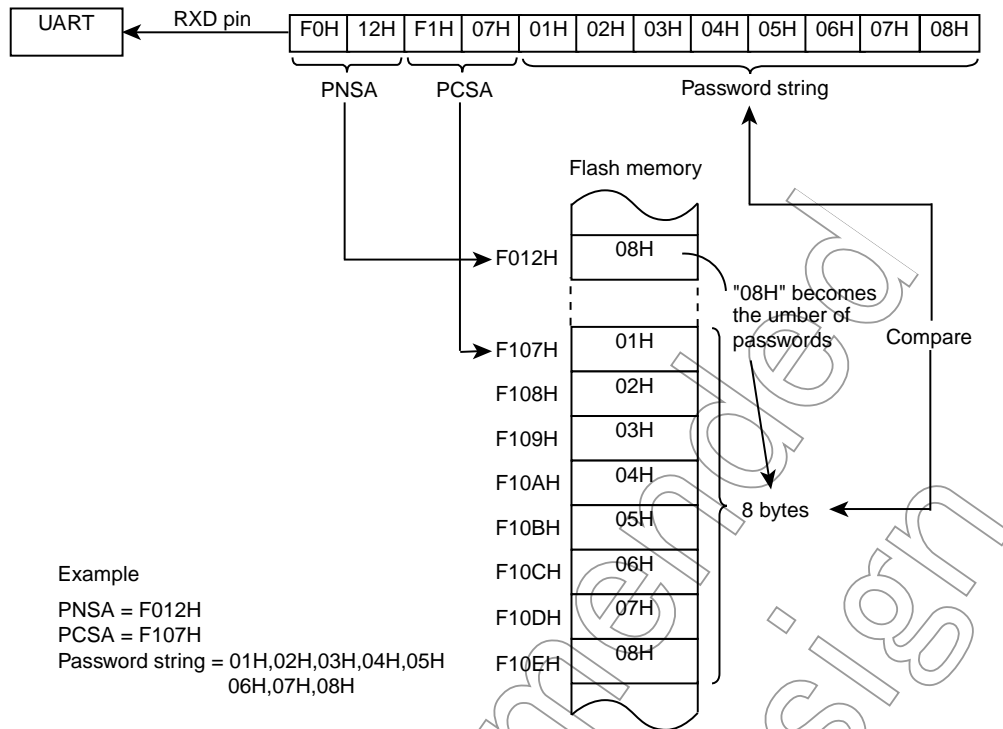 UART
RXD pin
F0H 12H F1H 07H 01H 02H 03H 04H 05H 06H 07H 08H
PNSA PCSA Password string
Flash memory
F012H 08H
"08H" becomes
the umber of
passwords
Compare
F107H 01H
F108H 02H
F109H 03H
F10AH 04H
F10BH 05H
8 bytes
F10CH 06H
F10DH 07H
F10EH 08H
Example
PNSA = F012H
PCSA = F107H
Password string = 01H,02H,03H,04H,05H
06H,07H,08H